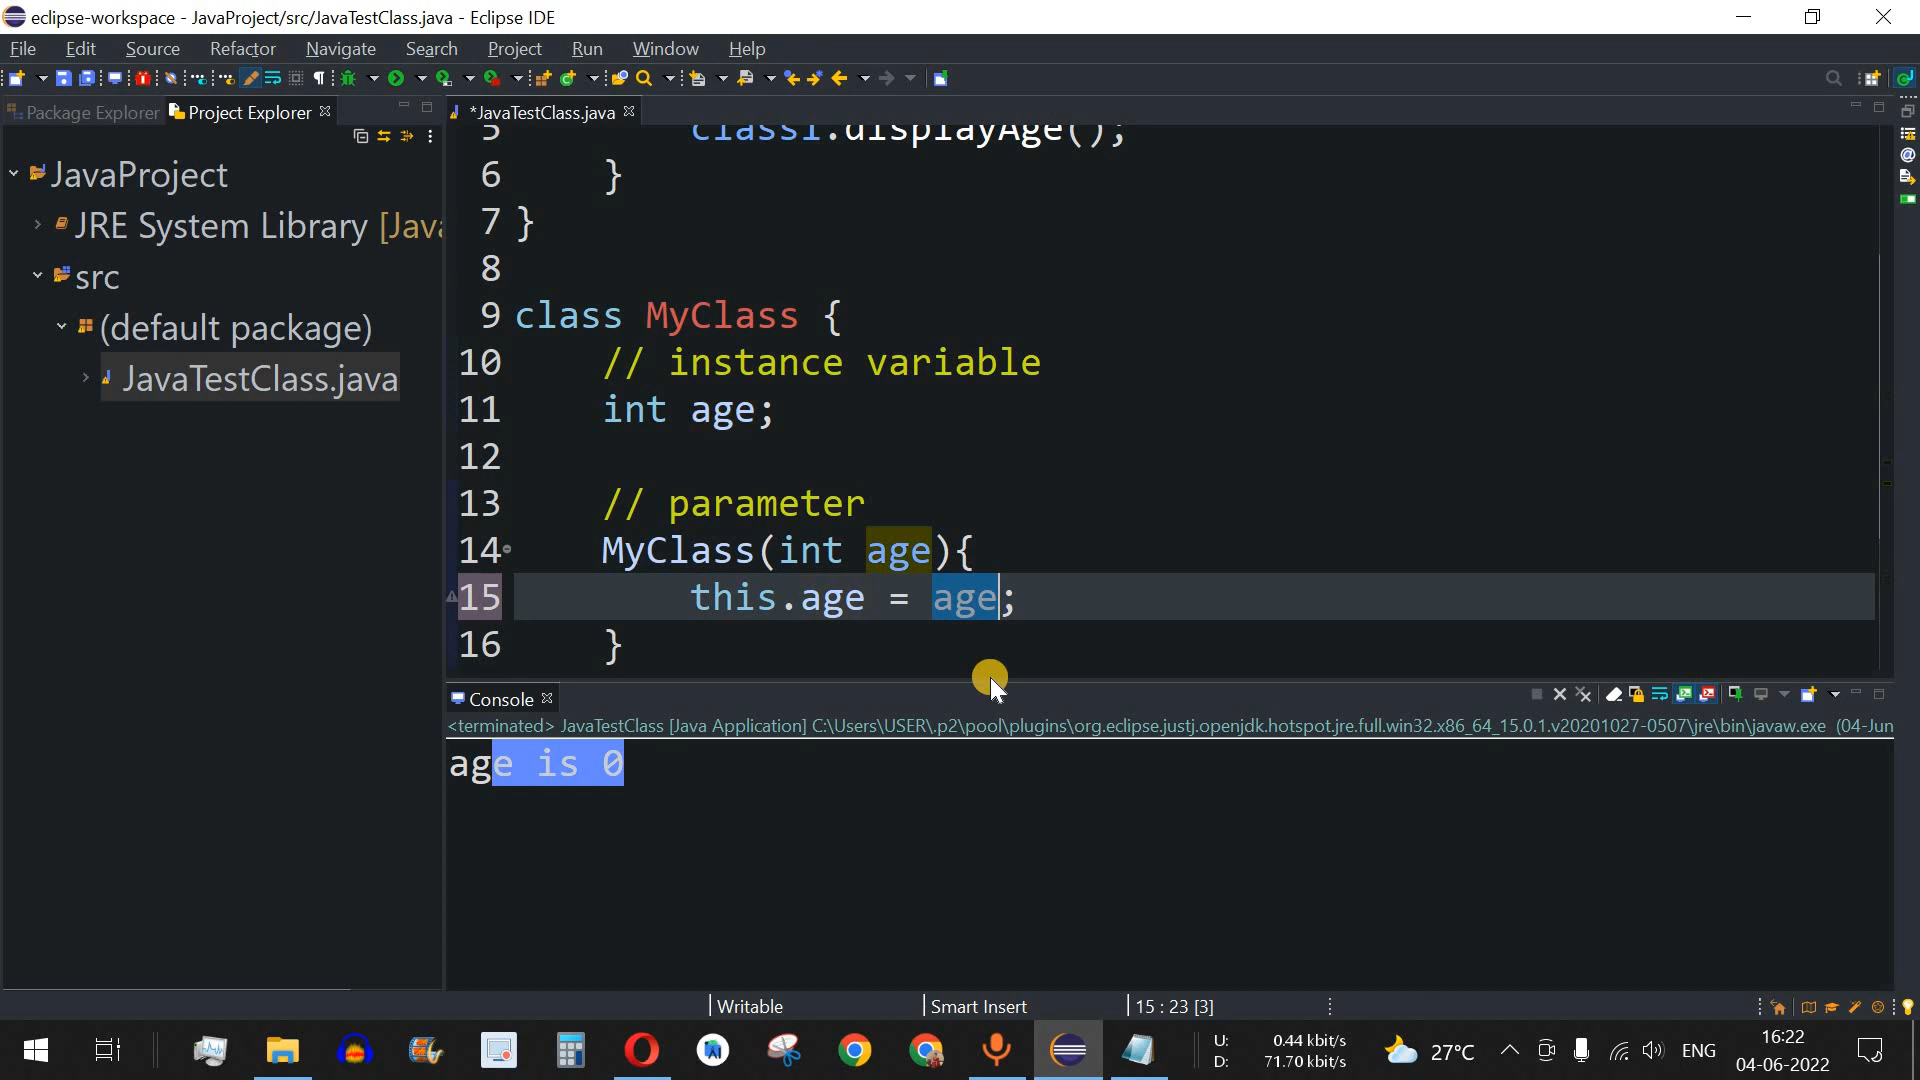 eclipse-workspace - JavaProject/src/JavaTestClass.java - Eclipse IDE
File Edit Source Refactor Navigate Search Project Run Window Help
Package Explorer Project Explorer *JavaTestClass.java
5 class1.displayAge();
6 }
7 }
8
9 class MyClass {
10 // instance variable
11 int age;
12
13 // parameter
14 MyClass(int age){
15 this.age = age;
16 }
JavaProject
JRE System Library [Java
src
(default package)
JavaTestClass.java
Console
<terminated> JavaTestClass [Java Application] C:\Users\USER\.p2\pool\plugins\org.eclipse.justj.openjdk.hotspot.jre.full.win32.x86_64_15.0.1.v20201027-0507\jre\bin\javaw.exe (04-Jun
age is 0
Writable Smart Insert 15 : 23 [3]
U: 0.44 kbit/s
D: 71.70 kbit/s
27°C
ENG
16:22
04-06-2022